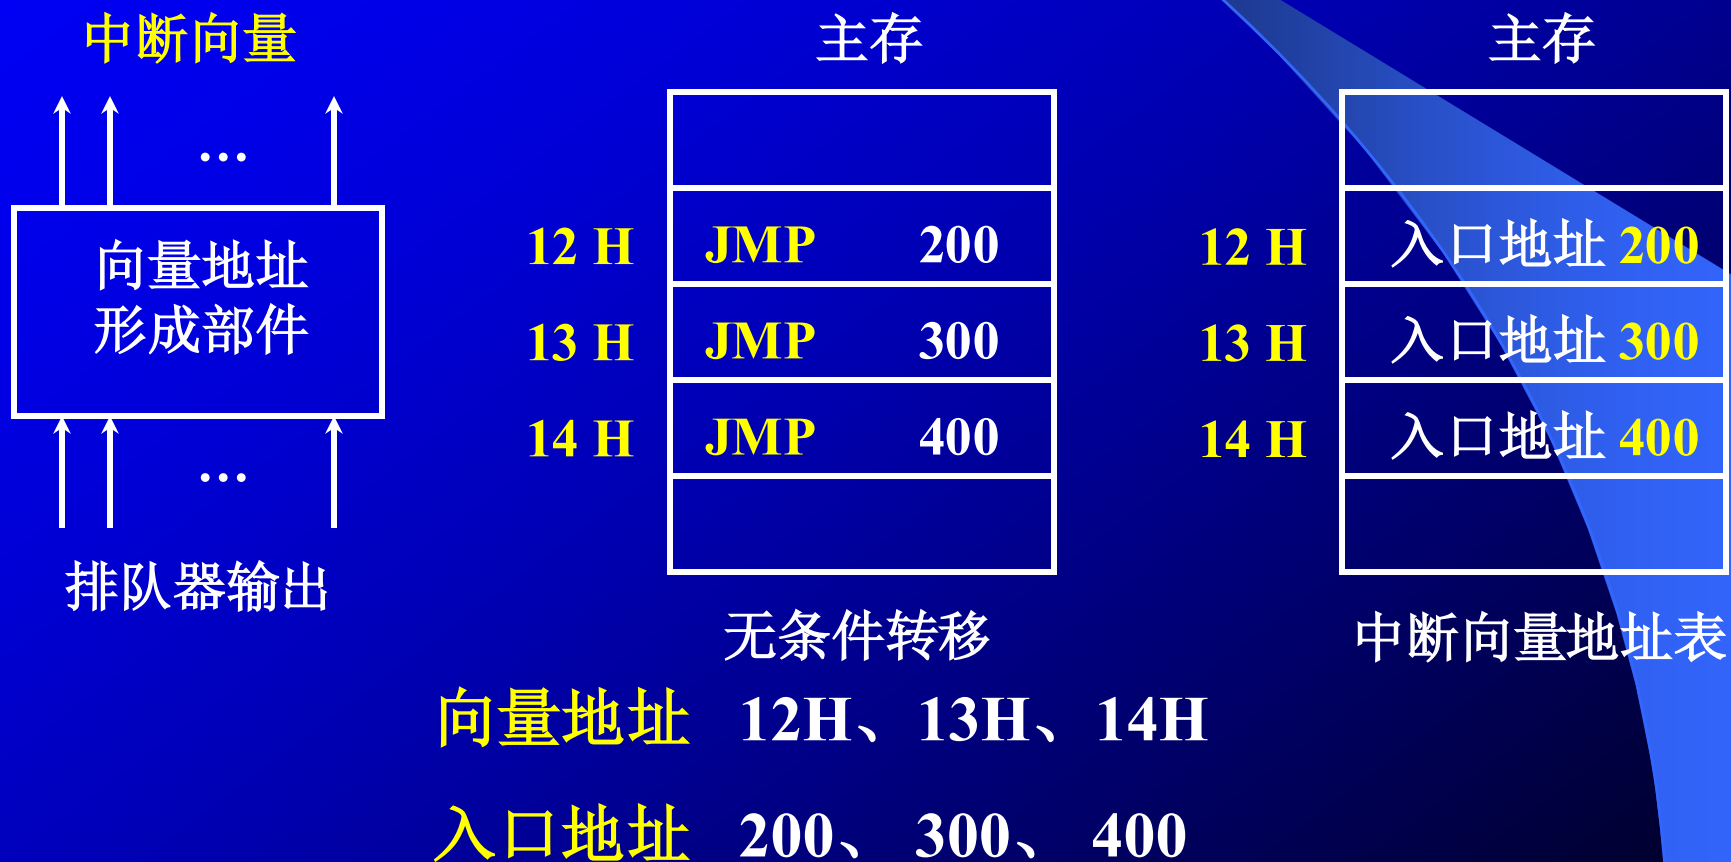 中断向量
…
向量地址
形成部件
…
排队器输出
主存
12 H JMP 200
13 H JMP 300
14 H JMP 400
无条件转移
主存
12 H 入口地址 200
13 H 入口地址 300
14 H 入口地址 400
中断向量地址表
向量地址 12H、13H、14H
入口地址 200、 300、 400